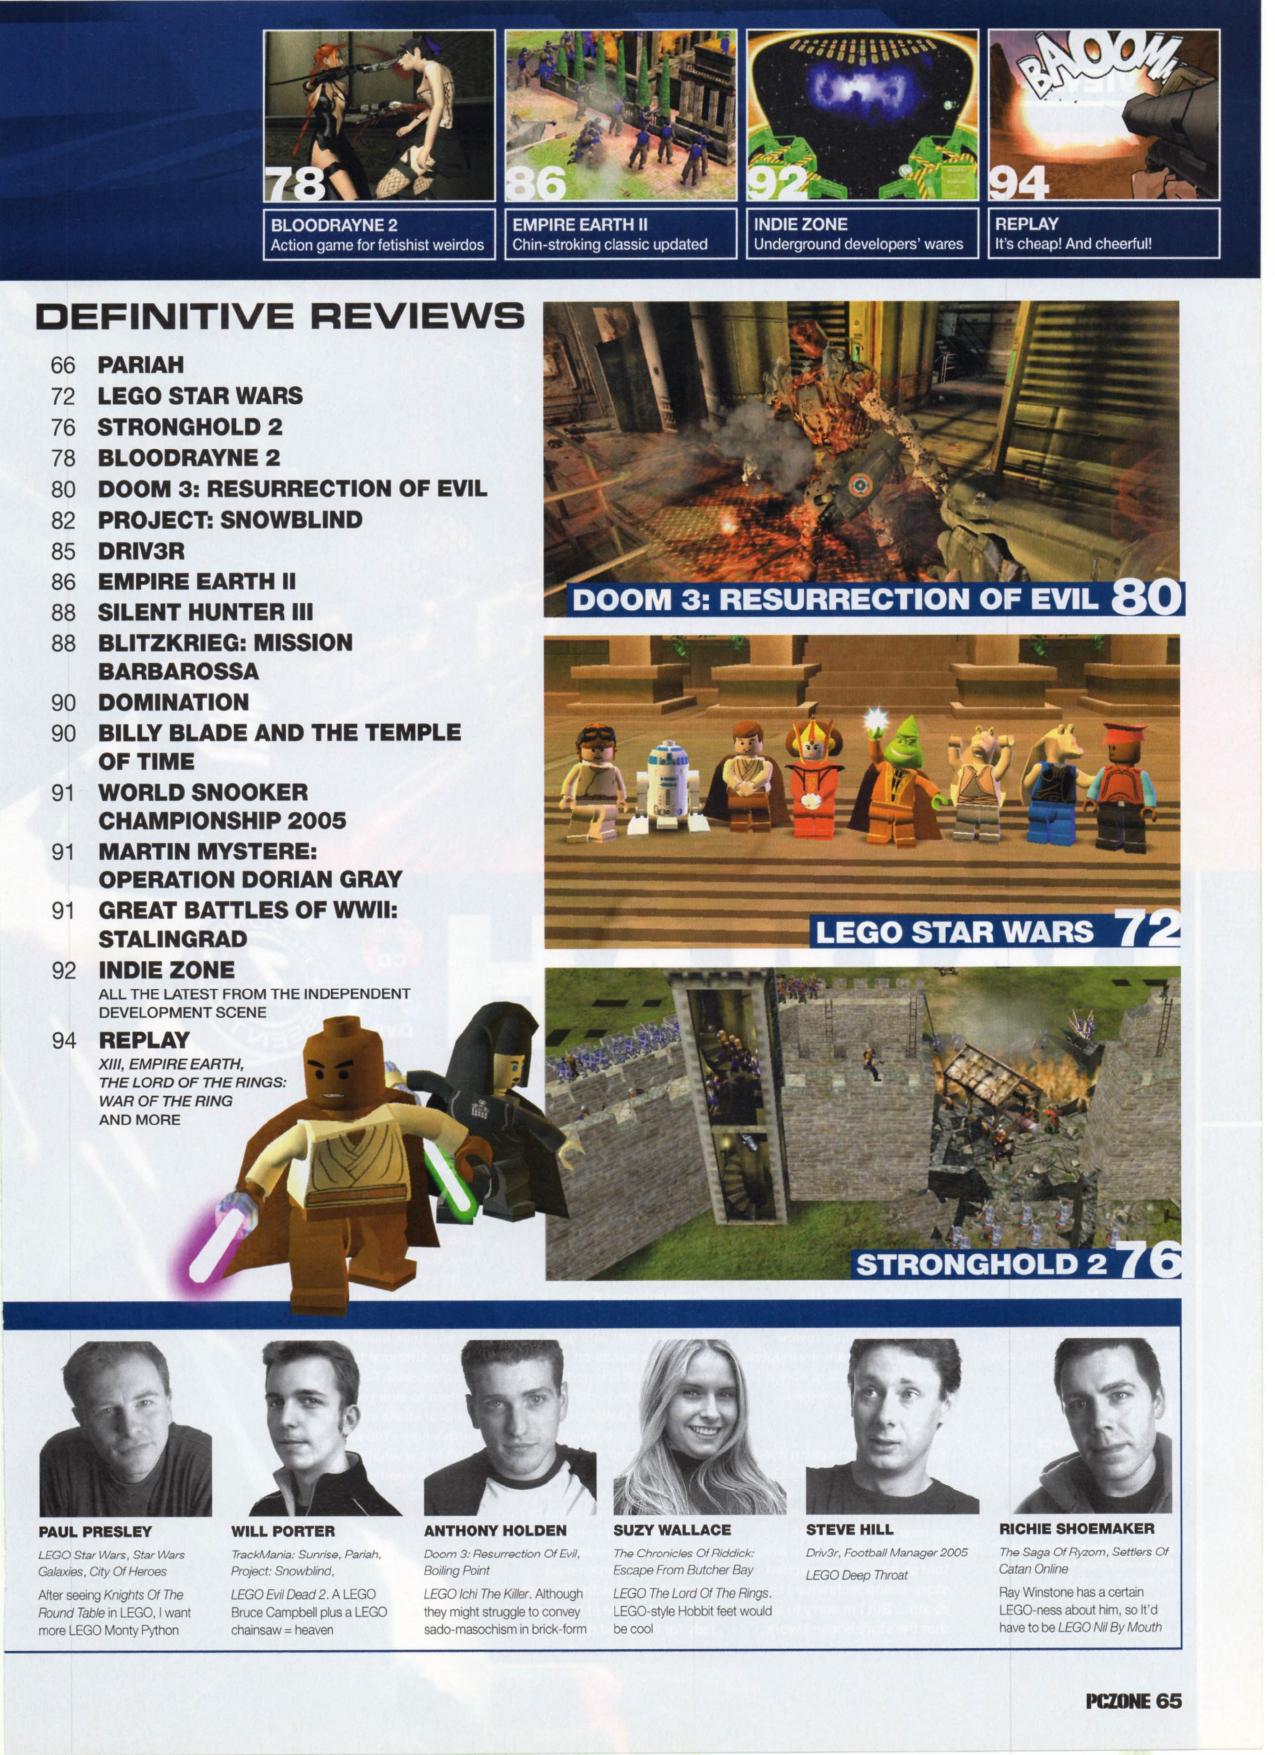 BAOOM
78
86
92
94
BLOODRAYNE 2
Action game for fetishist weirdos
EMPIRE EARTH II
Chin-stroking classic updated
INDIE ZONE
Underground developers' wares
REPLAY
It's cheap! And cheerful!
DEFINITIVE REVIEWS
66 PARIAH
72 LEGO STAR WARS
76 STRONGHOLD 2
78 BLOODRAYNE 2
80 DOOM 3: RESURRECTION OF EVIL
82 PROJECT: SNOWBLIND
85 DRIV3R
86 EMPIRE EARTH II
88 SILENT HUNTER III
88 BLITZKRIEG: MISSION
BARBAROSSA
90 DOMINATION
90 BILLY BLADE AND THE TEMPLE
OF TIME
91 WORLD SNOOKER
CHAMPIONSHIP 2005
91 MARTIN MYSTERE:
OPERATION DORIAN GRAY
91 GREAT BATTLES OF WWII:
STALINGRAD
92 INDIE ZONE
ALL THE LATEST FROM THE INDEPENDENT
DEVELOPMENT SCENE
94 REPLAY
XIII, EMPIRE EARTH,
THE LORD OF THE RINGS:
WAR OF THE RING
AND MORE
DOOM 3: RESURRECTION OF EVIL 80
LEGO STAR WARS 72
STRONGHOLD 2 76
PAUL PRESLEY
LEGO Star Wars, Star Wars
Galaxies, City Of Heroes
After seeing Knights Of The
Round Table in LEGO, I want
more LEGO Monty Python
WILL PORTER
TrackMania: Sunrise, Pariah,
Project: Snowblind,
LEGO Evil Dead 2. A LEGO
Bruce Campbell plus a LEGO
chainsaw = heaven
ANTHONY HOLDEN
Doom 3: Resurrection Of Evil,
Boiling Point
LEGO Ichi The Killer. Although
they might struggle to convey
sado-masochism in brick-form
SUZY WALLACE
The Chronicles Of Riddick:
Escape From Butcher Bay
LEGO The Lord Of The Rings.
LEGO-style Hobbit feet would
be cool
STEVE HILL
Driv3r, Football Manager 2005
LEGO Deep Throat
RICHIE SHOEMAKER
The Saga Of Ryzom, Settlers Of
Catan Online
Ray Winstone has a certain
LEGO-ness about him, so It'd
have to be LEGO Nil By Mouth
PCZONE 65